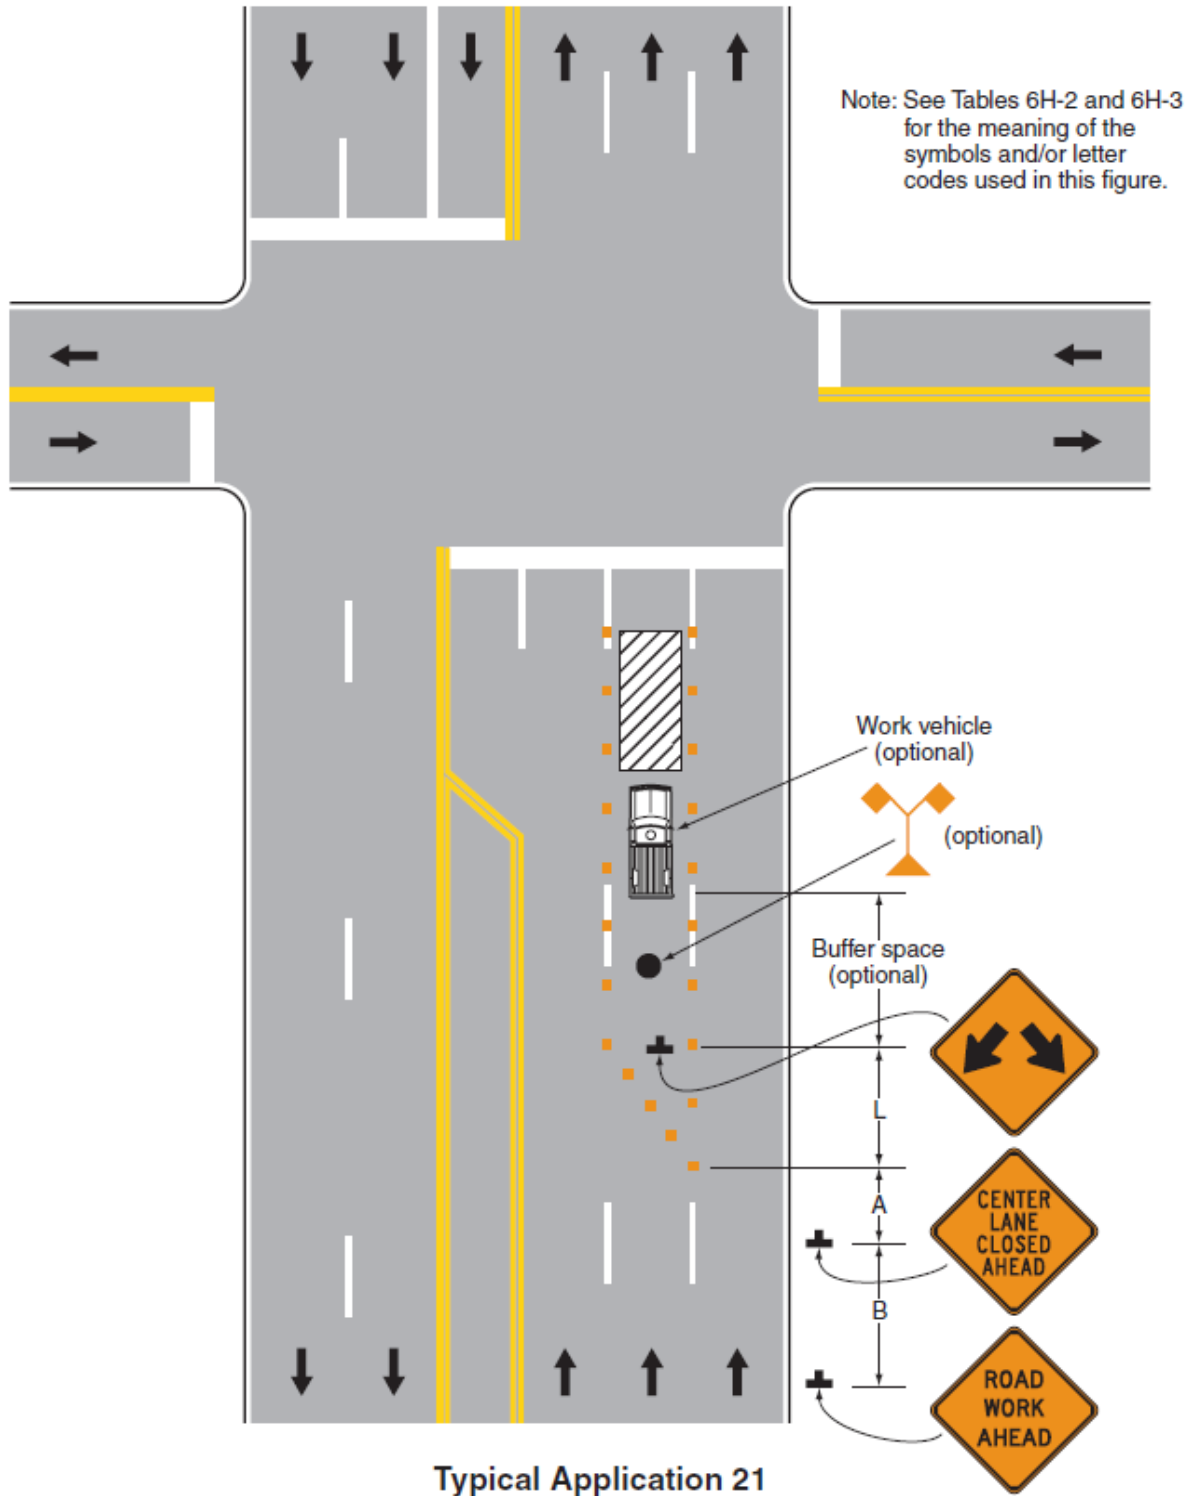 Note: See Tables 6H-2 and 6H-3
for the meaning of the
symbols and/or letter
codes used in this figure.
Work vehicle
(optional)
(optional)
Buffer space
(optional)
L
A
CENTER
LANE
CLOSED
AHEAD
B
ROAD
WORK
AHEAD
Typical Application 21